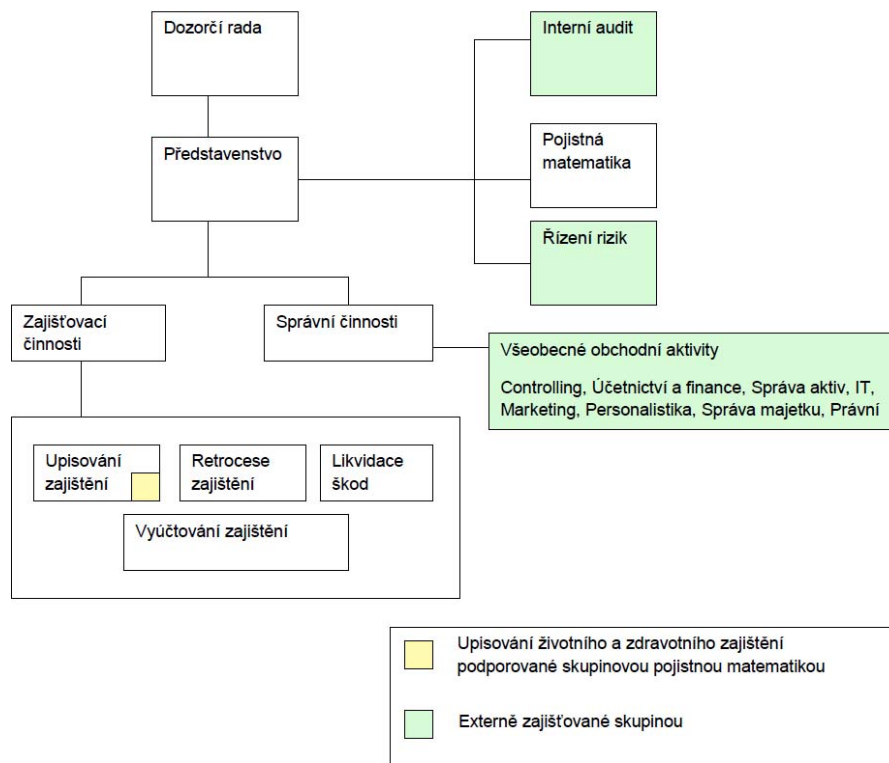 Dozorčí rada
Interní audit
Představenstvo
Pojistná
matematika
Řízení rizik
Zajišťovací
činnosti
Správní činnosti
Všeobecné obchodní aktivity
Controlling, Účetnictví a finance, Správa aktiv, IT,
Marketing, Personalistika, Správa majetku, Právní
Upisování
zajištění
Retrocese
zajištění
Likvidace
škod
Vyúčtování zajištění
Upisování životního a zdravotního zajištění
podporované skupinovou pojistnou matematikou
Externě zajišťované skupinou